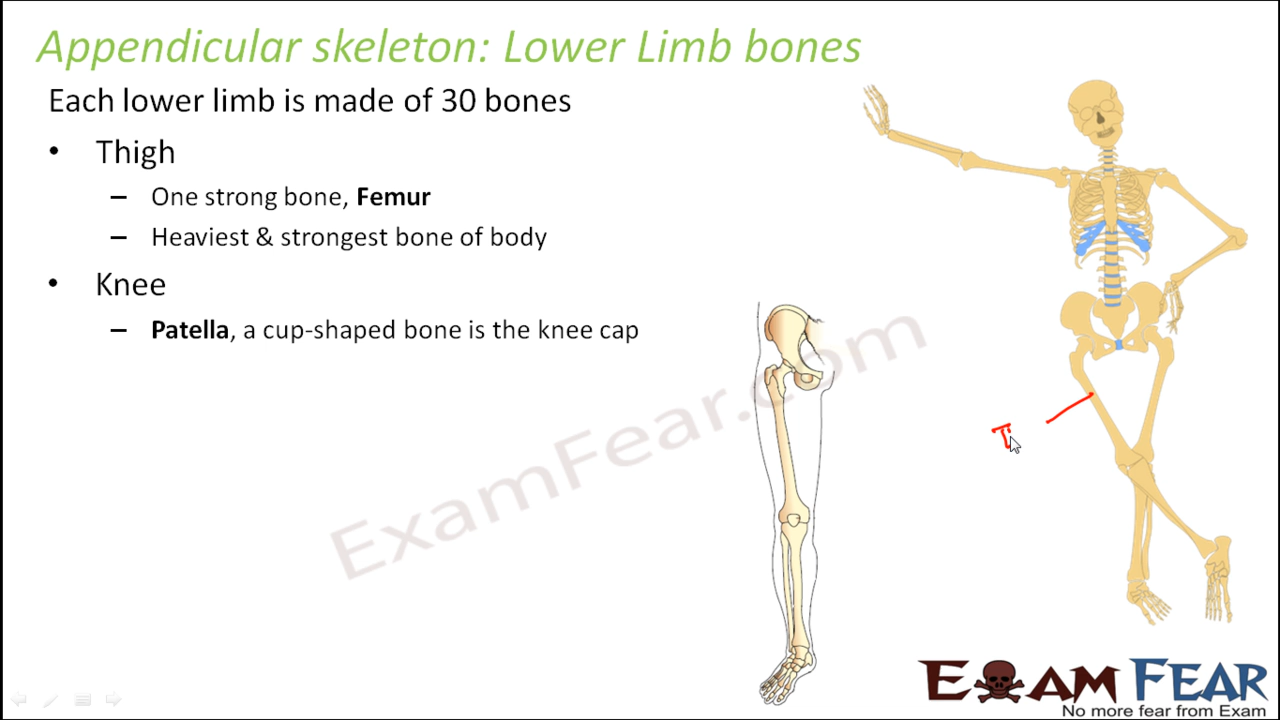 Appendicular skeleton: Lower Limb bones
Each lower limb is made of 30 bones
• Thigh
– One strong bone, Femur
– Heaviest & strongest bone of body
• Knee
– Patella, a cup-shaped bone is the knee cap
ExamFear.com
T
EXAM FEAR
No more fear from Exam